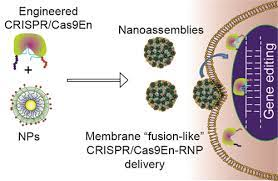 Engineered
CRISPR/Cas9En
+
NPs
Nanoassemblies
Membrane "fusion-like"
CRISPR/Cas9En-RNP
delivery
Gene editing